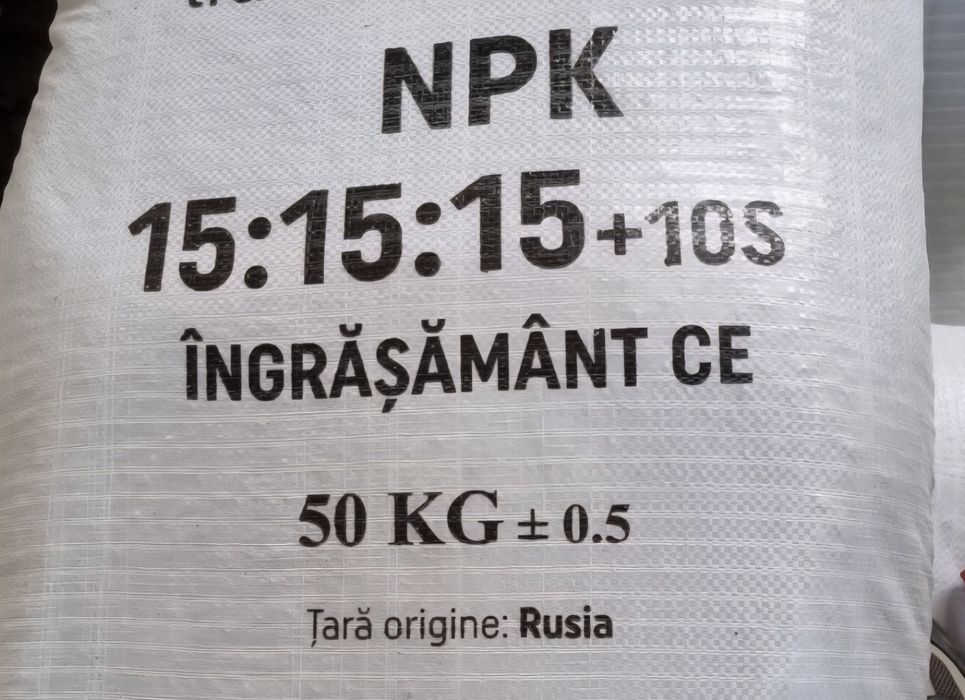 NPK
15:15:15+10S
ÎNGRĂȘĂMÂNT CE
50 KG ± 0.5
Țară origine: Rusia